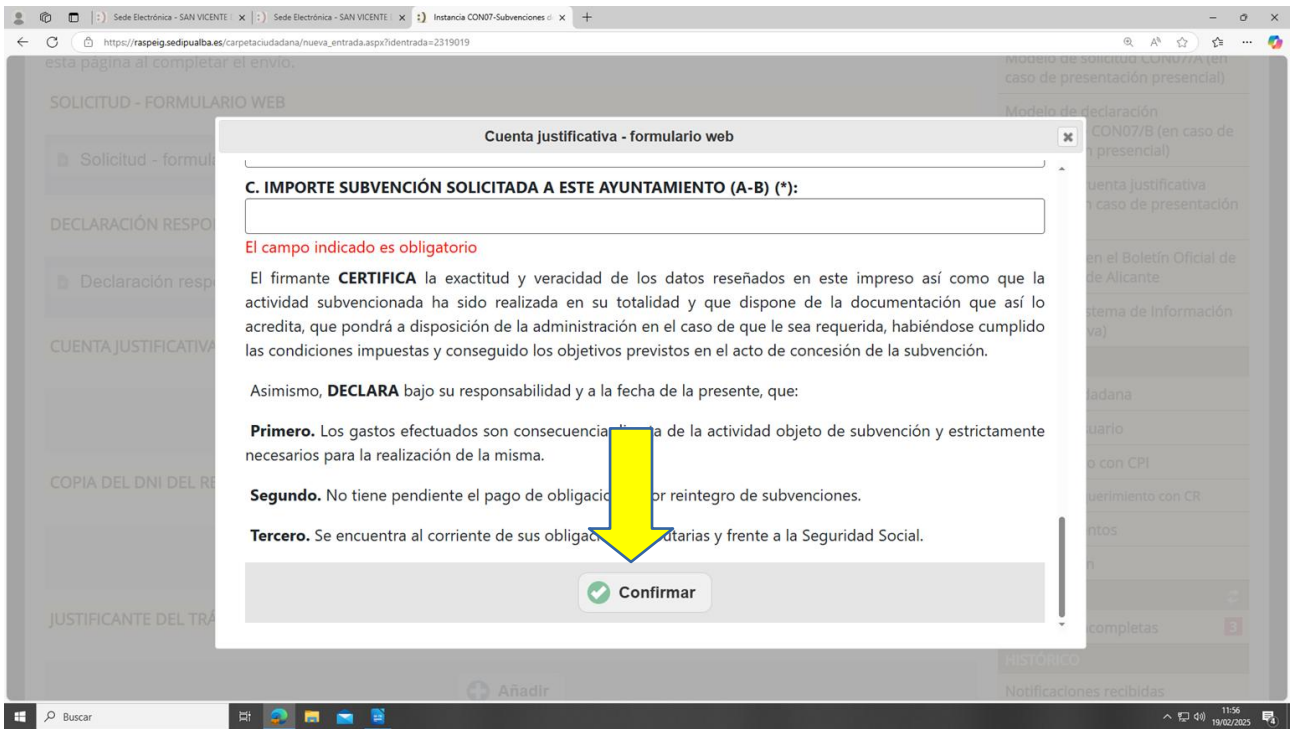 Sede Electrónica - SAN VICENTE
Sede Electrónica - SAN VICENTE
Instancia CON07-Subvenciones d
https://raspeig.sedipualba.es/carpetaciudadana/nueva_entrada.aspx?identrada=2319019
esta página al completar el envío.
Modelo de solicitud CON07/A (en
caso de presentación presencial)
SOLICITUD - FORMULARIO WEB
Modelo de declaración
CON07/B (en caso de
presencial)
Cuenta justificativa - formulario web
Solicitud - formul
C. IMPORTE SUBVENCIÓN SOLICITADA A ESTE AYUNTAMIENTO (A-B) (*):
uenta justificativa
caso de presentación
DECLARACIÓN RESPO
El campo indicado es obligatorio
en el Boletín Oficial de
de Alicante
Declaración resp
El firmante CERTIFICA la exactitud y veracidad de los datos reseñados en este impreso así como que la
actividad subvencionada ha sido realizada en su totalidad y que dispone de la documentación que así lo
acredita, que pondrá a disposición de la administración en el caso de que le sea requerida, habiéndose cumplido
las condiciones impuestas y conseguido los objetivos previstos en el acto de concesión de la subvención.
stema de Información
va)
CUENTA JUSTIFICATIVA
Asimismo, DECLARA bajo su responsabilidad y a la fecha de la presente, que:
adana
Primero. Los gastos efectuados son consecuencia di ta de la actividad objeto de subvención y estrictamente
necesarios para la realización de la misma.
uario
o con CPI
COPIA DEL DNI DEL RE
Segundo. No tiene pendiente el pago de obligacio or reintegro de subvenciones.
uerimiento con CR
Tercero. Se encuentra al corriente de sus obligac utarias y frente a la Seguridad Social.
ntos
Confirmar
JUSTIFICANTE DEL TRÁ
completas 3
HISTÓRICO
Añadir
Notificaciones recibidas
Buscar
11:56
19/02/2025